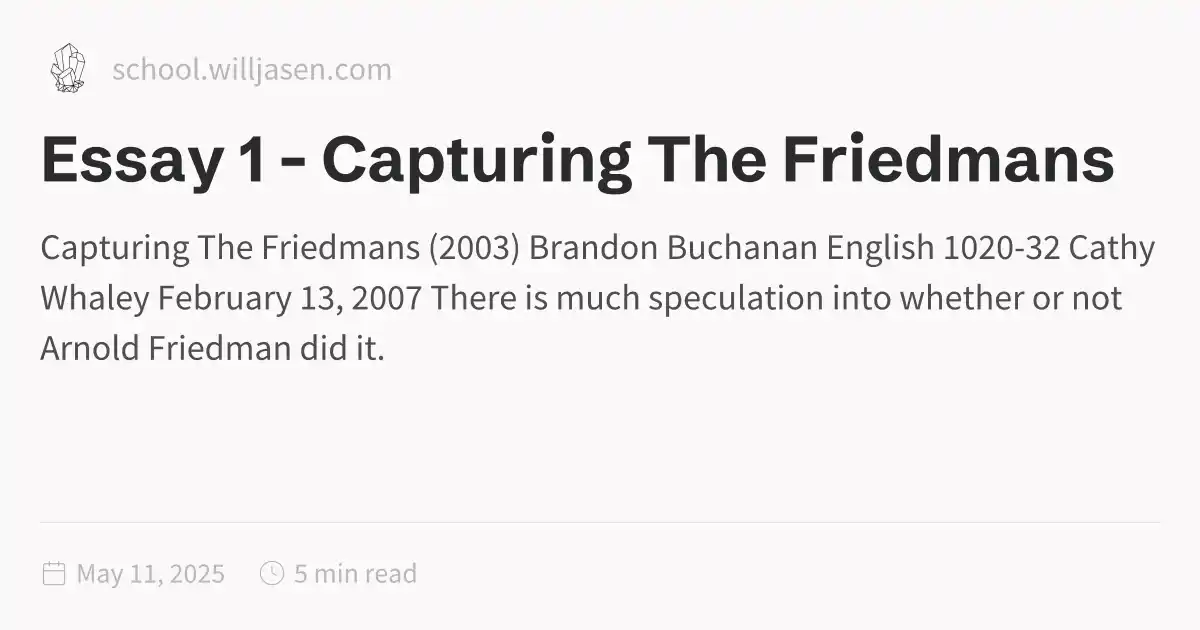 school.willjasen.com
Essay 1 - Capturing The Friedmans
Capturing The Friedmans (2003) Brandon Buchanan English 1020-32 Cathy
Whaley February 13, 2007 There is much speculation into whether or not
Arnold Friedman did it.
May 11, 2025 5 min read